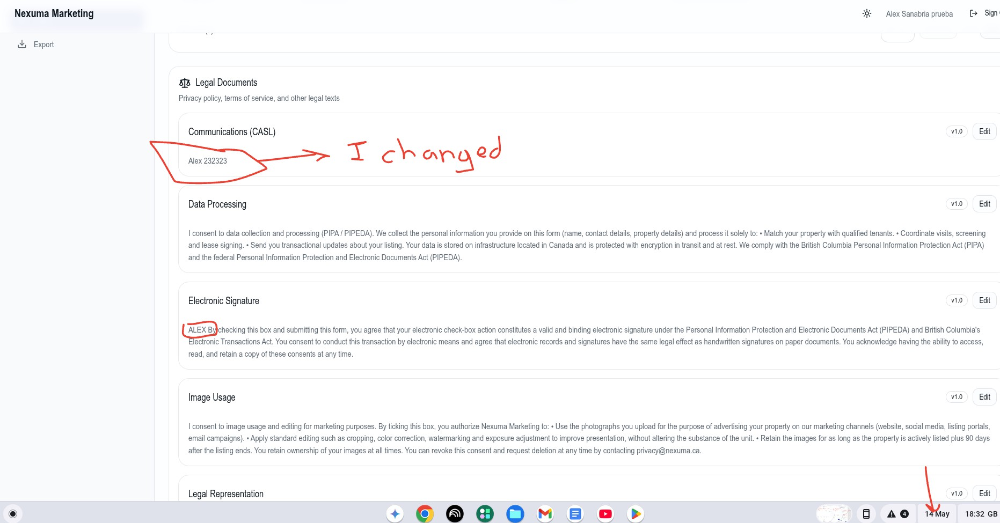 Nexuma Marketing
Alex Sanabria prueba
Sign
Export
Legal Documents
Privacy policy, terms of service, and other legal texts
Communications (CASL)
v1.0
Edit
Alex 232323
I changed
Data Processing
v1.0
Edit
I consent to data collection and processing (PIPA / PIPEDA). We collect the personal information you provide on this form (name, contact details, property details) and process it solely to: • Match your property with qualified tenants. • Coordinate visits, screening
and lease signing. • Send you transactional updates about your listing. Your data is stored on infrastructure located in Canada and is protected with encryption in transit and at rest. We comply with the British Columbia Personal Information Protection Act (PIPA)
and the federal Personal Information Protection and Electronic Documents Act (PIPEDA).
Electronic Signature
v1.0
Edit
ALEX By checking this box and submitting this form, you agree that your electronic check-box action constitutes a valid and binding electronic signature under the Personal Information Protection and Electronic Documents Act (PIPEDA) and British Columbia's
Electronic Transactions Act. You consent to conduct this transaction by electronic means and agree that electronic records and signatures have the same legal effect as handwritten signatures on paper documents. You acknowledge having the ability to access,
read, and retain a copy of these consents at any time.
Image Usage
v1.0
Edit
I consent to image usage and editing for marketing purposes. By ticking this box, you authorize Nexuma Marketing to: • Use the photographs you upload for the purpose of advertising your property on our marketing channels (website, social media, listing portals,
email campaigns). • Apply standard editing such as cropping, color correction, watermarking and exposure adjustment to improve presentation, without altering the substance of the unit. • Retain the images for as long as the property is actively listed plus 90 days
after the listing ends. You retain ownership of your images at all times. You can revoke this consent and request deletion at any time by contacting privacy@nexuma.ca.
Legal Representation
v1.0
Edit
4
14 May
18:32 GB